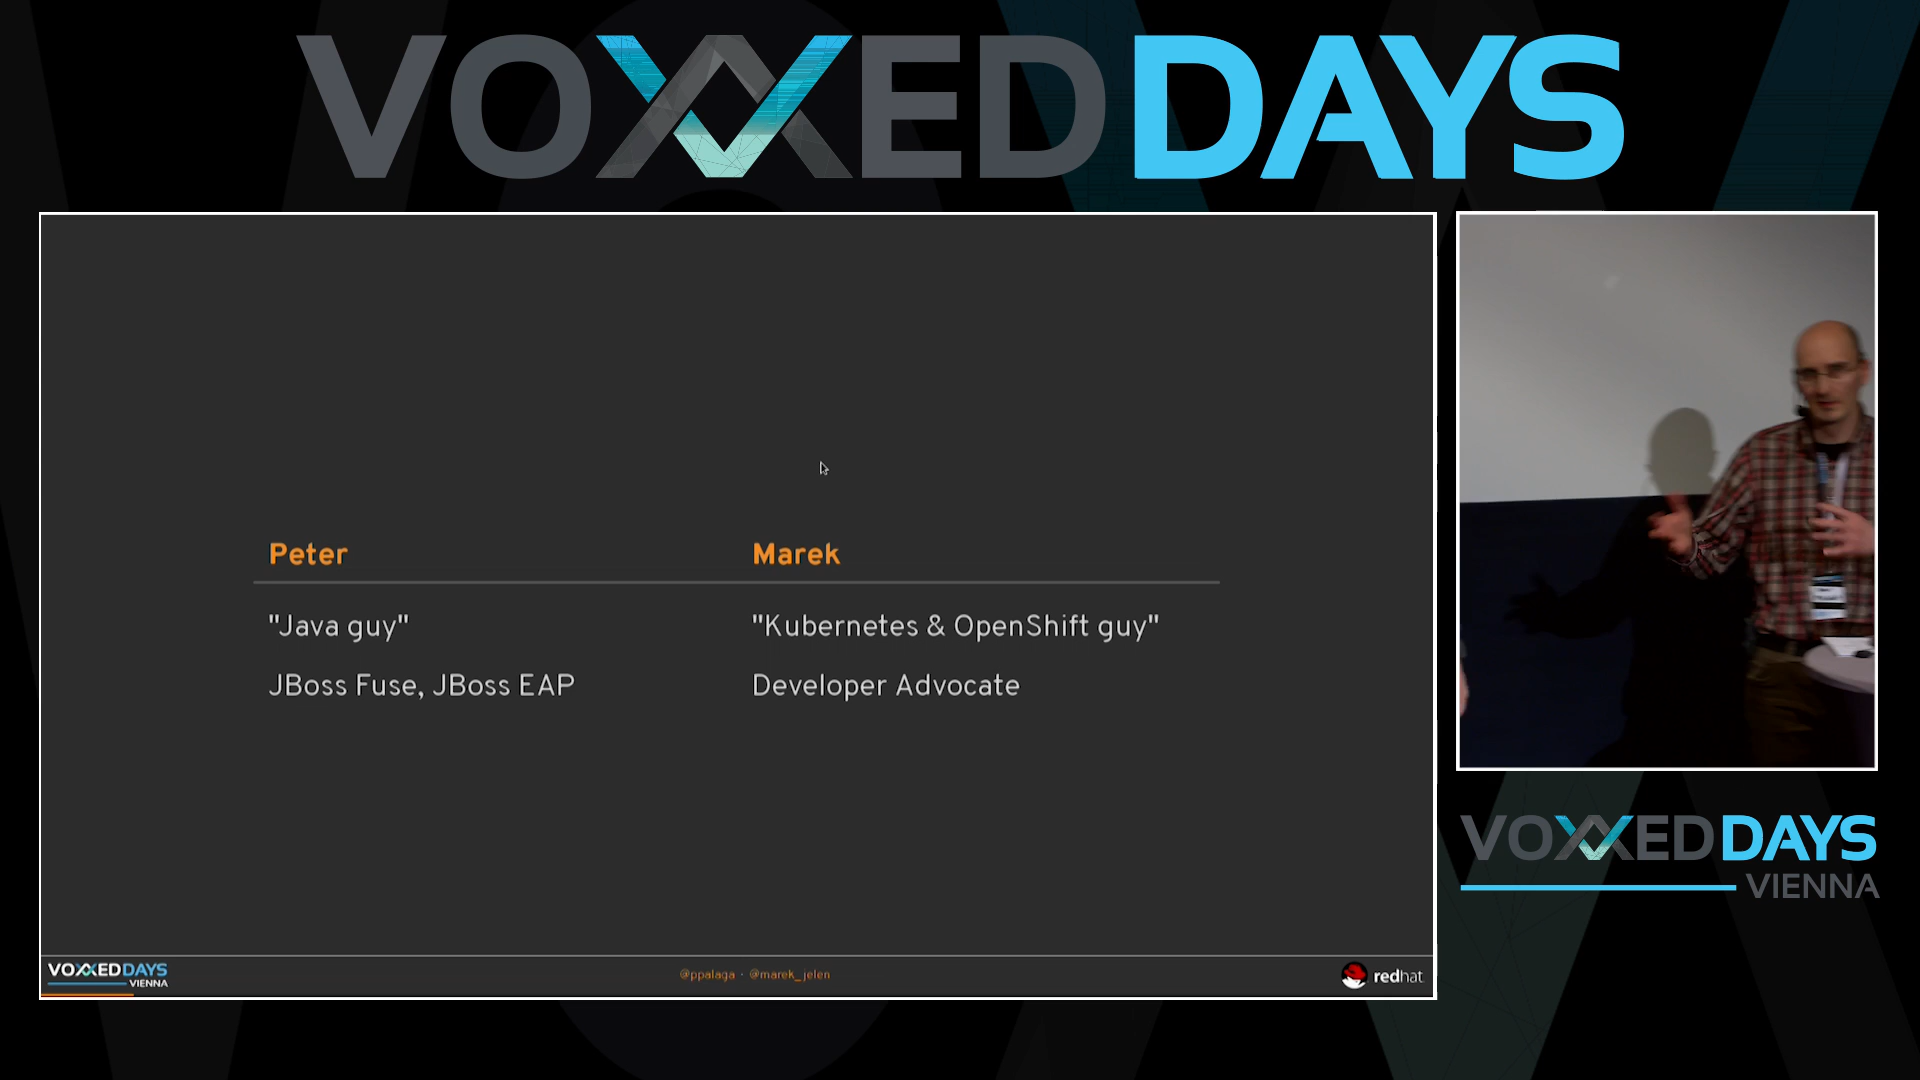 VOXXEDDAYS
Peter Marek
"Java guy" "Kubernetes & OpenShift guy"
JBoss Fuse, JBoss EAP Developer Advocate
VOXXEDDAYS
VIENNA
@ppalaga · @marek_jelen
redhat
VOXXEDDAYS
VIENNA